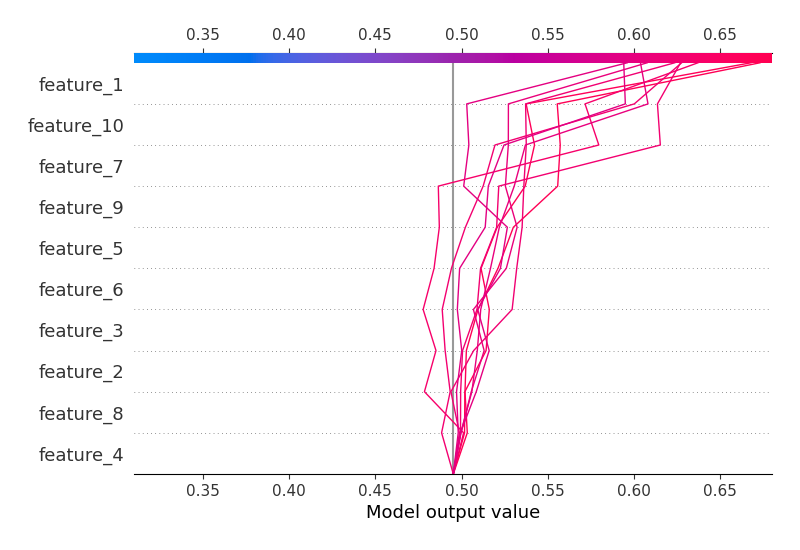 0.35 0.40 0.45 0.50 0.55 0.60 0.65
feature_1
feature_10
feature_7
feature_9
feature_5
feature_6
feature_3
feature_2
feature_8
feature_4
0.35 0.40 0.45 0.50 0.55 0.60 0.65
Model output value